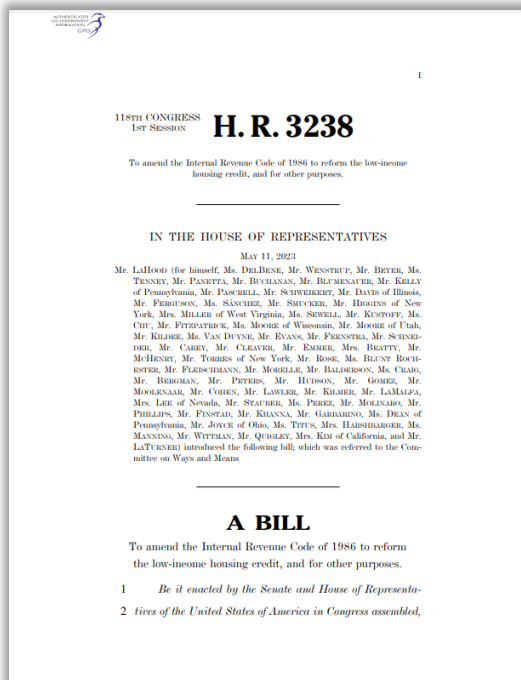 AUTHENTICATED
U.S. GOVERNMENT
INFORMATION
GPO
I
118TH CONGRESS
1ST SESSION
H. R. 3238
To amend the Internal Revenue Code of 1986 to reform the low-income
housing credit, and for other purposes.
IN THE HOUSE OF REPRESENTATIVES
MAY 11, 2023
Mr. LAHOOD (for himself, Ms. DELBENE, Mr. WENSTRUP, Mr. BEYER, Ms.
TENNEY, Mr. PANETTA, Mr. BUCHANAN, Mr. BLUMENAUER, Mr. KELLY
of Pennsylvania, Mr. PASCRELL, Mr. SCHWEIKERT, Mr. DAVIS of Illinois,
Mr. FERGUSON, Ms. SÁNCHEZ, Mr. SMUCKER, Mr. HIGGINS of New
York, Mrs. MILLER of West Virginia, Ms. SEWELL, Mr. KUSTOFF, Ms.
CHU, Mr. FITZPATRICK, Ms. MOORE of Wisconsin, Mr. MOORE of Utah,
Mr. KILDEE, Ms. VAN DUYNE, Mr. EVANS, Mr. FEENSTRA, Mr. SCHNEI-
DER, Mr. CAREY, Mr. CLEAVER, Mr. EMMER, Mrs. BEATTY, Mr.
MCHENRY, Mr. TORRES of New York, Mr. ROSE, Ms. BLUNT ROCH-
ESTER, Mr. FLEISCHMANN, Mr. MORELLE, Mr. BALDERSON, Ms. CRAIG,
Mr. BERGMAN, Mr. PETERS, Mr. HUDSON, Mr. GOMEZ, Mr.
MOOLENAAR, Mr. COHEN, Mr. LAWLER, Mr. KILMER, Mr. LAMALFA,
Mrs. LEE of Nevada, Mr. STAUBER, Ms. PEREZ, Mr. MOLINARO, Mr.
PHILLIPS, Mr. FINSTAD, Mr. KHANNA, Mr. GARBARINO, Ms. DEAN of
Pennsylvania, Mr. JOYCE of Ohio, Ms. TITUS, Mrs. HARSHBARGER, Ms.
MANNING, Mr. WITTMAN, Mr. QUIGLEY, Mrs. KIM of California, and Mr.
LATURNER) introduced the following bill; which was referred to the Com-
mittee on Ways and Means
A BILL
To amend the Internal Revenue Code of 1986 to reform
the low-income housing credit, and for other purposes.
1 Be it enacted by the Senate and House of Representa-
2 tives of the United States of America in Congress assembled,